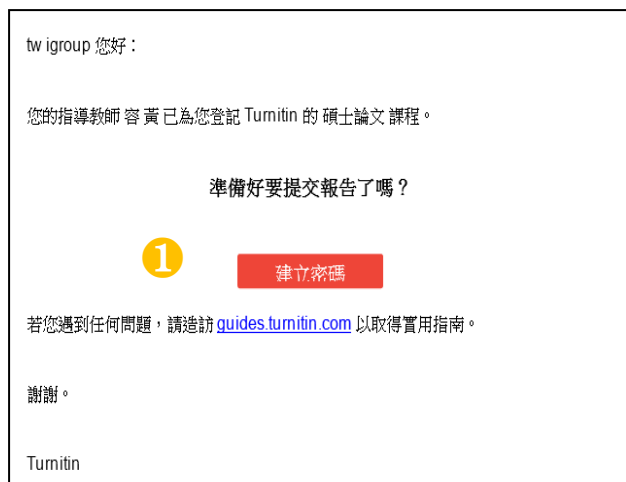 tw igroup 您好：
您的指導教師 容 黃 已為您登記 Turnitin 的 碩士論文 課程。
準備好要提交報告了嗎？
1
建立密碼
若您遇到任何問題，請造訪 guides.turnitin.com 以取得實用指南。
謝謝。
Turnitin